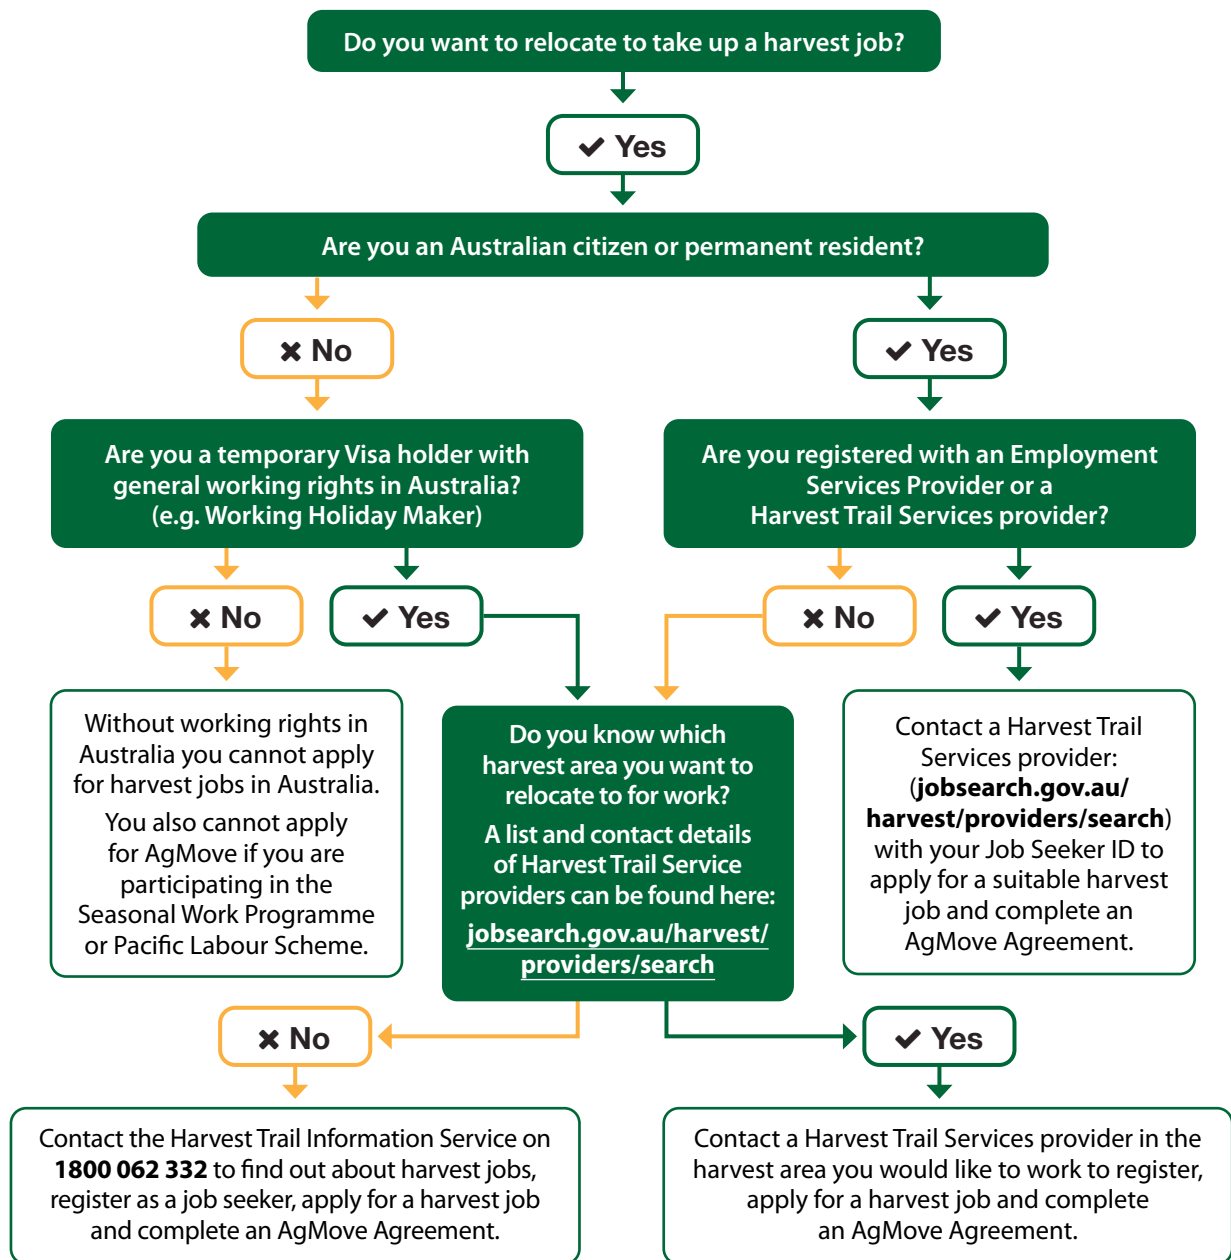 Do you want to relocate to take up a harvest job?
✔ Yes
Are you an Australian citizen or permanent resident?
✖ No
✔ Yes
Are you a temporary Visa holder with
general working rights in Australia?
(e.g. Working Holiday Maker)
Are you registered with an Employment
Services Provider or a
Harvest Trail Services provider?
✖ No
✔ Yes
✖ No
✔ Yes
Without working rights in
Australia you cannot apply
for harvest jobs in Australia.
You also cannot apply
for AgMove if you are
participating in the
Seasonal Work Programme
or Pacific Labour Scheme.
Do you know which
harvest area you want to
relocate to for work?
A list and contact details
of Harvest Trail Service
providers can be found here:
jobsearch.gov.au/harvest/
providers/search
Contact a Harvest Trail
Services provider:
(jobsearch.gov.au/
harvest/providers/search)
with your Job Seeker ID to
apply for a suitable harvest
job and complete an
AgMove Agreement.
✖ No
✔ Yes
Contact the Harvest Trail Information Service on
1800 062 332 to find out about harvest jobs,
register as a job seeker, apply for a harvest job
and complete an AgMove Agreement.
Contact a Harvest Trail Services provider in the
harvest area you would like to work to register,
apply for a harvest job and complete
an AgMove Agreement.